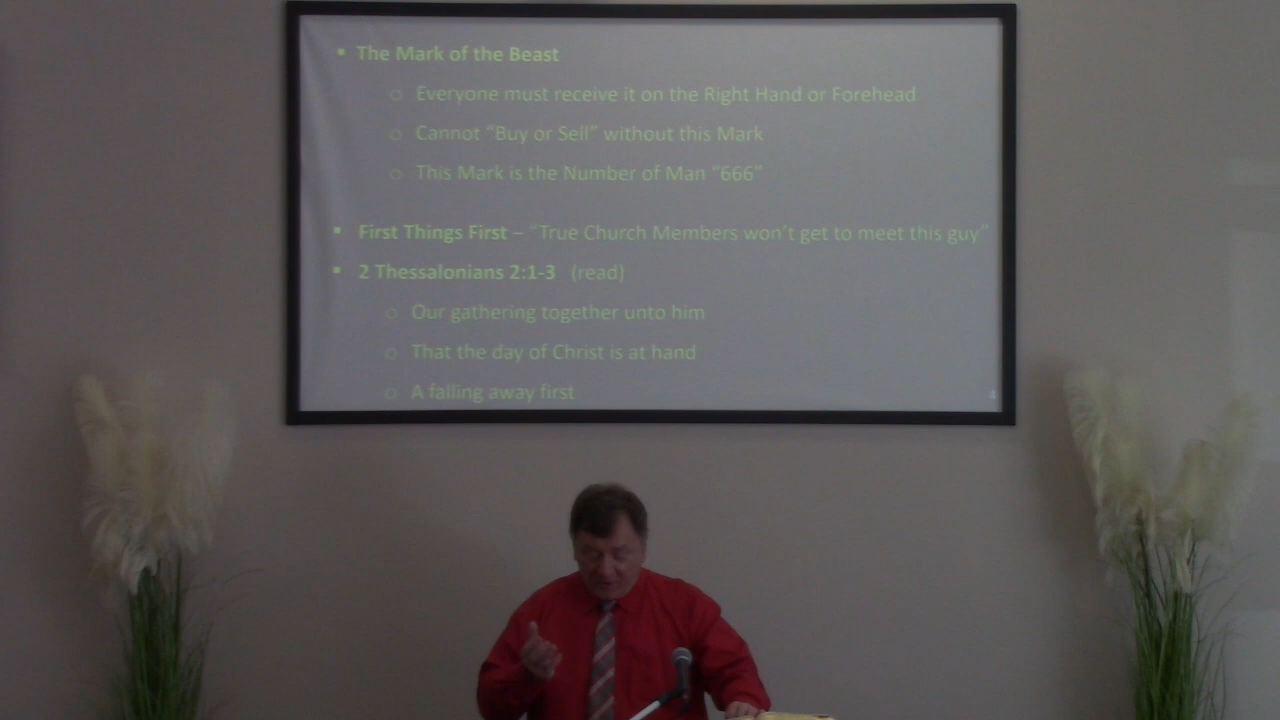 ▪ The Mark of the Beast
o Everyone must receive it on the Right Hand or Forehead
o Cannot “Buy or Sell” without this Mark
o This Mark is the Number of Man “666”
▪ First Things First – “True Church Members won’t get to meet this guy”
▪ 2 Thessalonians 2:1-3 (read)
o Our gathering together unto him
o That the day of Christ is at hand
o A falling away first
4